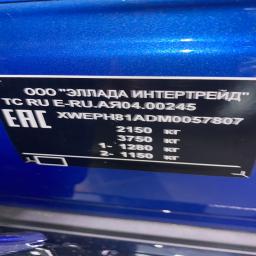 ООО "ЭЛЛАДА ИНТЕРТРЕЙД"
ТС RU Е-RU.АЯ04.00245
ЕАС XWEPH81ADM0057807
2150 кг
3750 кг
1- 1280 кг
2- 1150 кг